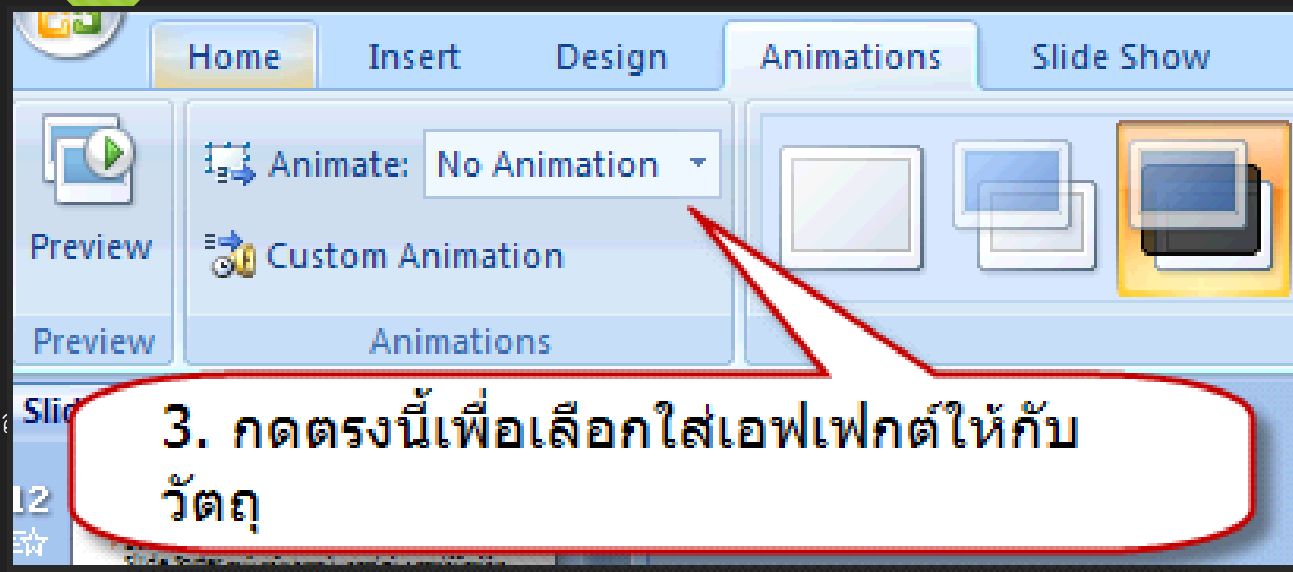 Home Insert Design Animations Slide Show
Animate: No Animation
Preview
Custom Animation
Preview Animations
Slid
3. กดตรงนี้เพื่อเลือกใส่เอฟเฟกต์ให้กับ
วัตถุ
12